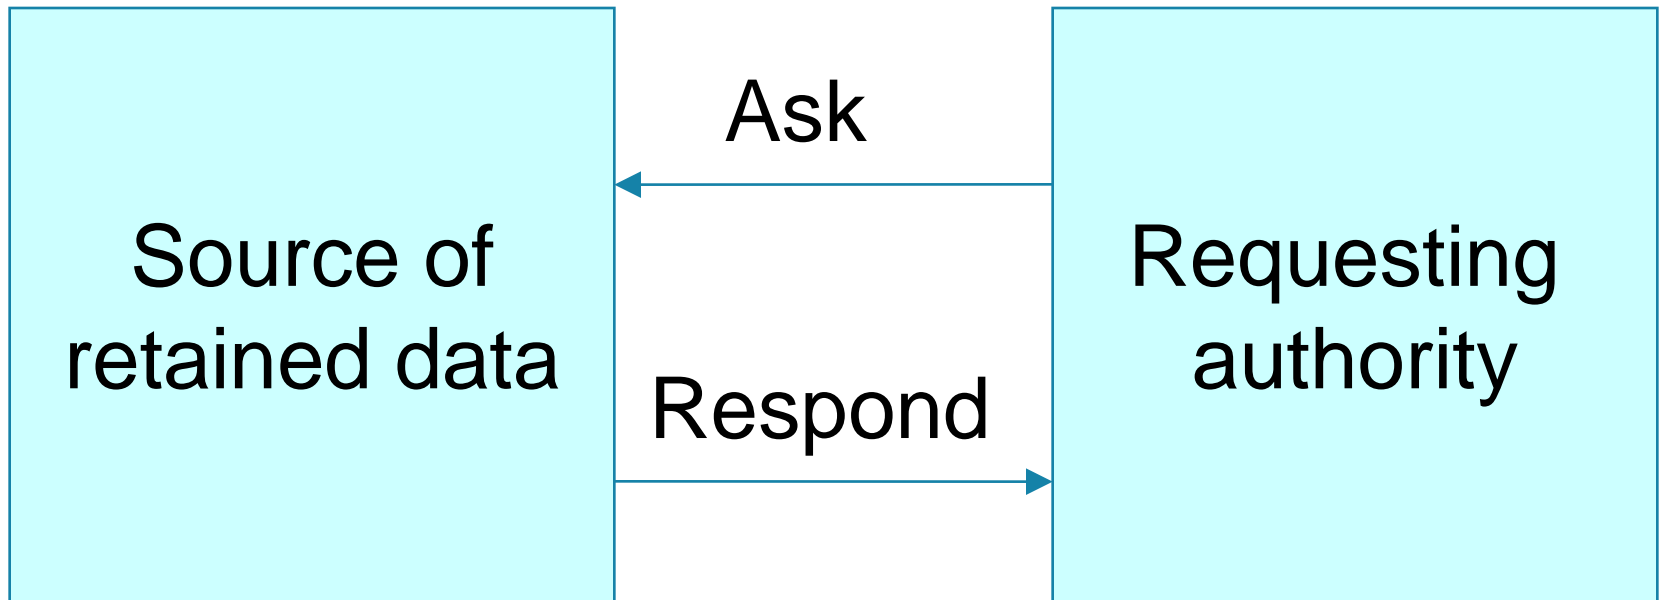 Source of
retained data
Ask
Respond
Requesting
authority